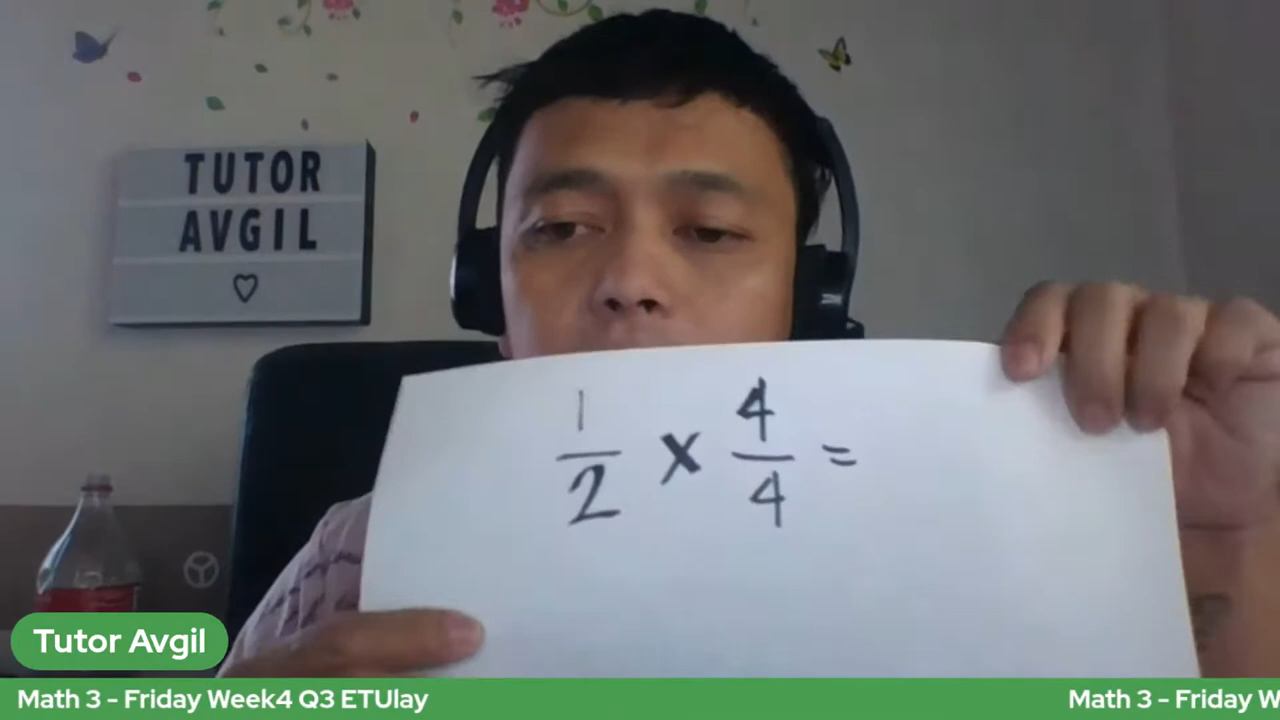 TUTOR
AVGIL
1/2 x 4/4 =
Tutor Avgil
Math 3 - Friday Week4 Q3 ETUlay
Math 3 - Friday W